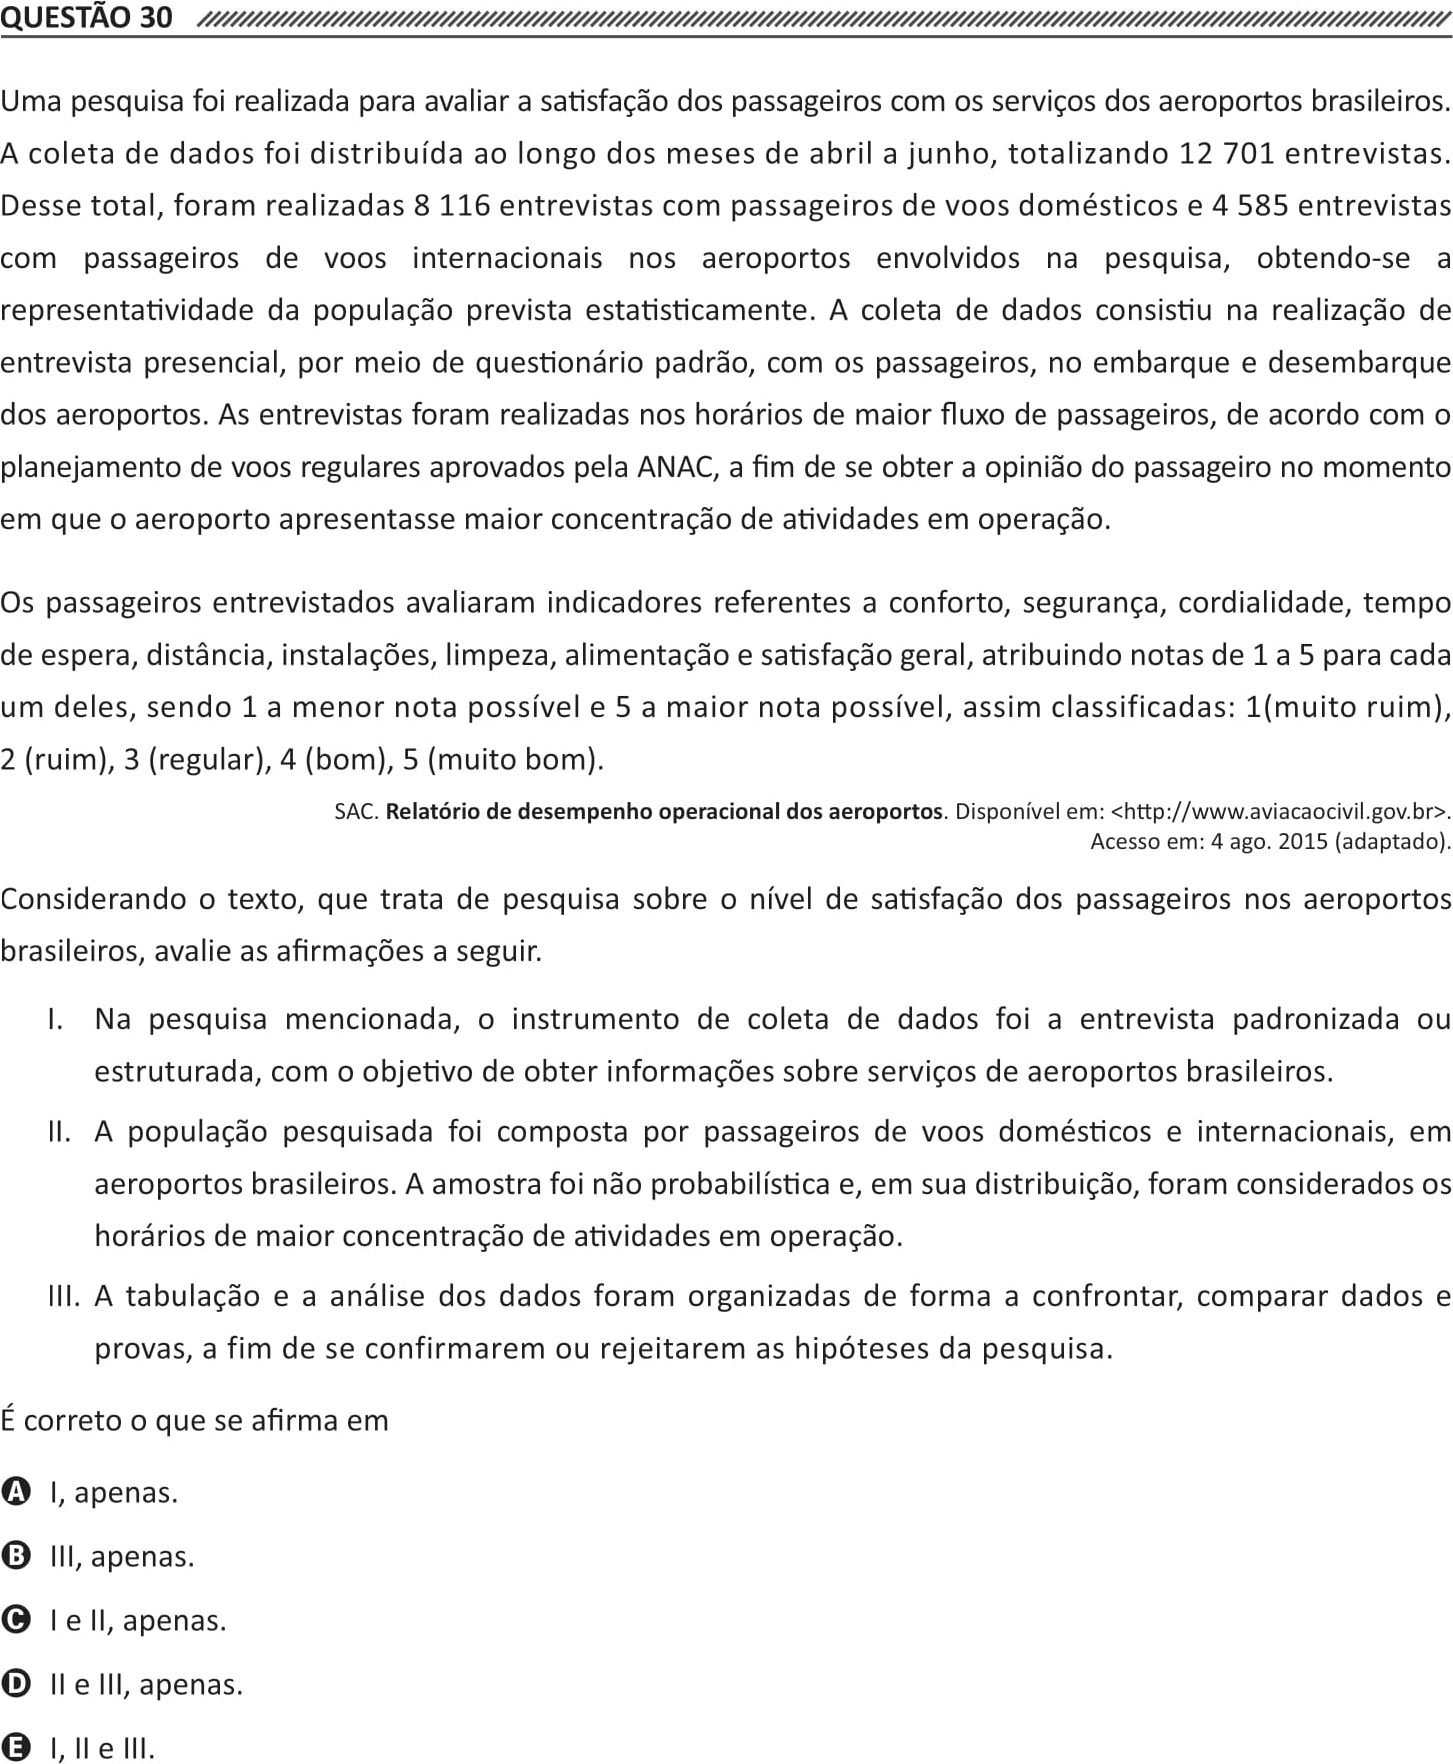 QUESTÃO 30
Uma pesquisa foi realizada para avaliar a satisfação dos passageiros com os serviços dos aeroportos brasileiros.
A coleta de dados foi distribuída ao longo dos meses de abril a junho, totalizando 12 701 entrevistas.
Desse total, foram realizadas 8 116 entrevistas com passageiros de voos domésticos e 4 585 entrevistas
com passageiros de voos internacionais nos aeroportos envolvidos na pesquisa, obtendo-se a
representatividade da população prevista estatisticamente. A coleta de dados consistiu na realização de
entrevista presencial, por meio de questionário padrão, com os passageiros, no embarque e desembarque
dos aeroportos. As entrevistas foram realizadas nos horários de maior fluxo de passageiros, de acordo com o
planejamento de voos regulares aprovados pela ANAC, a fim de se obter a opinião do passageiro no momento
em que o aeroporto apresentasse maior concentração de atividades em operação.
Os passageiros entrevistados avaliaram indicadores referentes a conforto, segurança, cordialidade, tempo
de espera, distância, instalações, limpeza, alimentação e satisfação geral, atribuindo notas de 1 a 5 para cada
um deles, sendo 1 a menor nota possível e 5 a maior nota possível, assim classificadas: 1(muito ruim),
2 (ruim), 3 (regular), 4 (bom), 5 (muito bom).
SAC. Relatório de desempenho operacional dos aeroportos. Disponível em: <http://www.aviacaocivil.gov.br>.
Acesso em: 4 ago. 2015 (adaptado).
Considerando o texto, que trata de pesquisa sobre o nível de satisfação dos passageiros nos aeroportos
brasileiros, avalie as afirmações a seguir.
I. Na pesquisa mencionada, o instrumento de coleta de dados foi a entrevista padronizada ou
estruturada, com o objetivo de obter informações sobre serviços de aeroportos brasileiros.
II. A população pesquisada foi composta por passageiros de voos domésticos e internacionais, em
aeroportos brasileiros. A amostra foi não probabilística e, em sua distribuição, foram considerados os
horários de maior concentração de atividades em operação.
III. A tabulação e a análise dos dados foram organizadas de forma a confrontar, comparar dados e
provas, a fim de se confirmarem ou rejeitarem as hipóteses da pesquisa.
É correto o que se afirma em
A I, apenas.
B III, apenas.
C I e II, apenas.
D II e III, apenas.
E I, II e III.